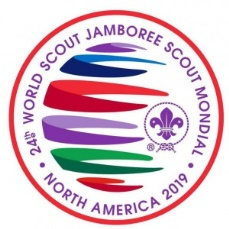 24th WORLD SCOUT JAMBOREE SCOUT MONDIAL
• NORTH AMERICA 2019 •
®